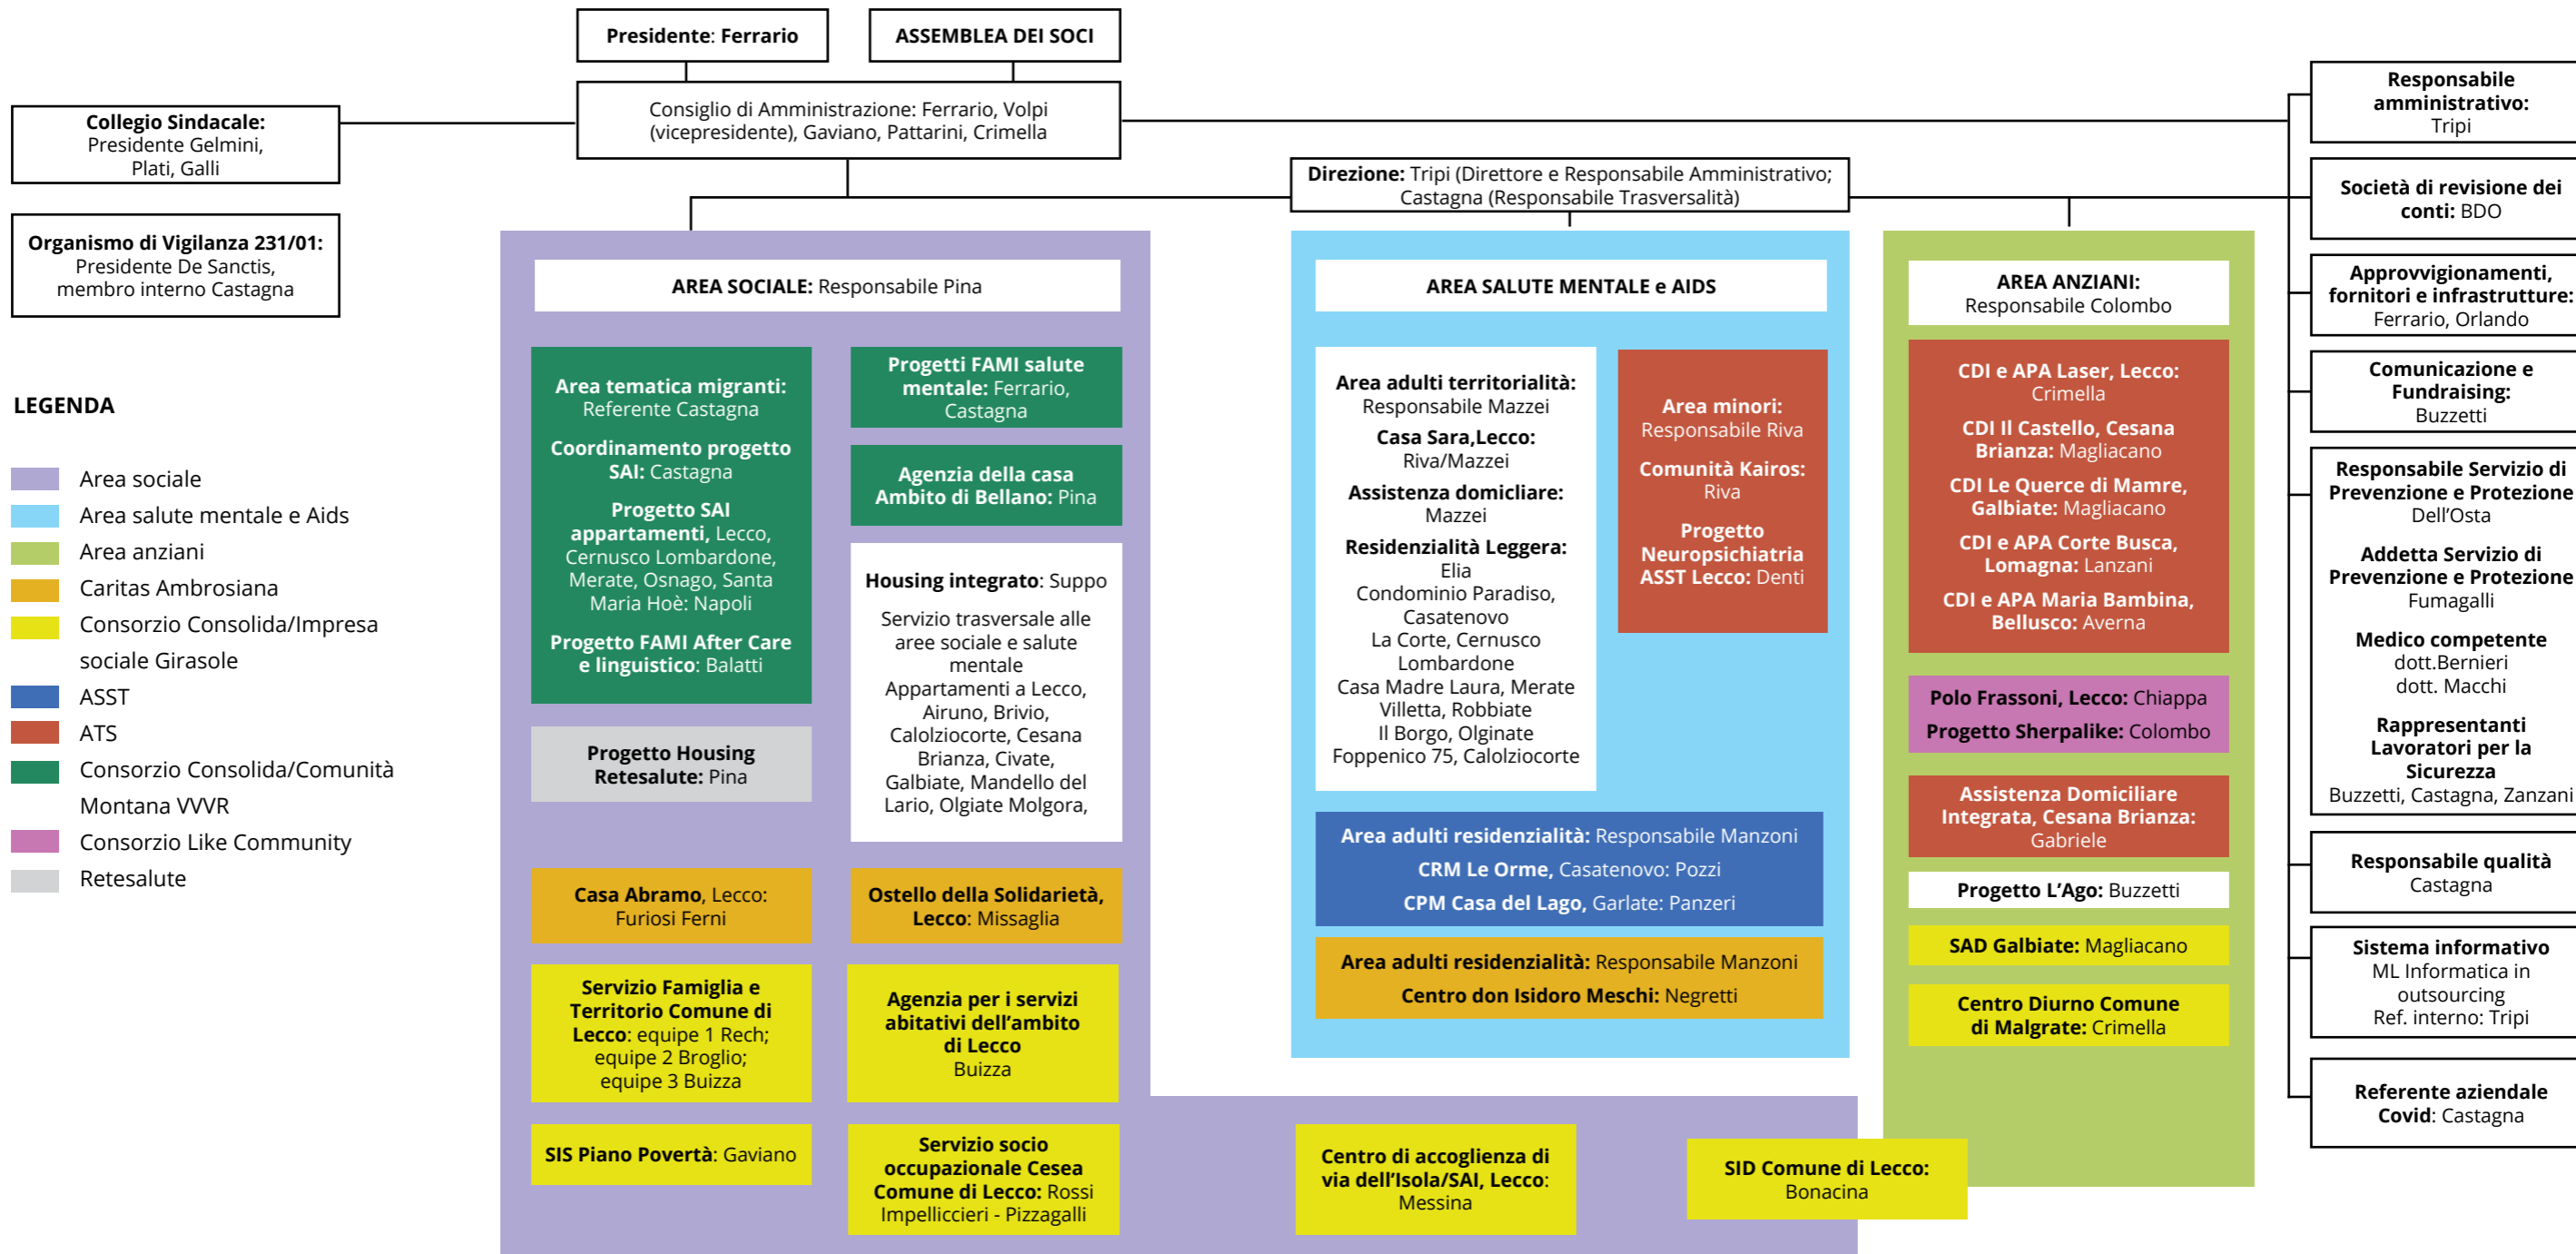 Presidente: Ferrario
ASSEMBLEA DEI SOCI
Consiglio di Amministrazione: Ferrario, Volpi
(vicepresidente), Gaviano, Pattarini, Crimella
Collegio Sindacale:
Presidente Gelmini,
Plati, Galli
Organismo di Vigilanza 231/01:
Presidente De Sanctis,
membro interno Castagna
Direzione: Tripi (Direttore e Responsabile Amministrativo;
Castagna (Responsabile Trasversalità)
LEGENDA
Area sociale
Area salute mentale e Aids
Area anziani
Caritas Ambrosiana
Consorzio Consolida/Impresa
sociale Girasole
ASST
ATS
Consorzio Consolida/Comunità
Montana VVVR
Consorzio Like Community
Retesalute
AREA SOCIALE: Responsabile Pina
Area tematica migranti:
Referente Castagna
Coordinamento progetto
SAI: Castagna
Progetto SAI
appartamenti, Lecco,
Cernusco Lombardone,
Merate, Osnago, Santa
Maria Hoè: Napoli
Progetto FAMI After Care
e linguistico: Balatti
Progetto Housing
Retesalute: Pina
Casa Abramo, Lecco:
Furiosi Ferni
Servizio Famiglia e
Territorio Comune di
Lecco: equipe 1 Rech;
equipe 2 Broglio;
equipe 3 Buizza
SIS Piano Povertà: Gaviano
Progetti FAMI salute
mentale: Ferrario,
Castagna
Agenzia della casa
Ambito di Bellano: Pina
Housing integrato: Suppo
Servizio trasversale alle
aree sociale e salute
mentale
Appartamenti a Lecco,
Airuno, Brivio,
Calolziocorte, Cesana
Brianza, Civate,
Galbiate, Mandello del
Lario, Olgiate Molgora,
Ostello della Solidarietà,
Lecco: Missaglia
Agenzia per i servizi
abitativi dell'ambito
di Lecco
Buizza
Servizio socio
occupazionale Cesea
Comune di Lecco: Rossi
Impelliccieri - Pizzagalli
Centro di accoglienza di
via dell'Isola/SAI, Lecco:
Messina
SID Comune di Lecco:
Bonacina
AREA SALUTE MENTALE e AIDS
Area adulti territorialità:
Responsabile Mazzei
Casa Sara,Lecco:
Riva/Mazzei
Assistenza domicliare:
Mazzei
Residenzialità Leggera:
Elia
Condominio Paradiso,
Casatenovo
La Corte, Cernusco
Lombardone
Casa Madre Laura, Merate
Villetta, Robbiate
Il Borgo, Olginate
Foppenico 75, Calolziocorte
Area minori:
Responsabile Riva
Comunità Kairos:
Riva
Progetto
Neuropsichiatria
ASST Lecco: Denti
Area adulti residenzialità: Responsabile Manzoni
CRM Le Orme, Casatenovo: Pozzi
CPM Casa del Lago, Garlate: Panzeri
Area adulti residenzialità: Responsabile Manzoni
Centro don Isidoro Meschi: Negretti
AREA ANZIANI:
Responsabile Colombo
CDI e APA Laser, Lecco:
Crimella
CDI Il Castello, Cesana
Brianza: Magliacano
CDI Le Querce di Mamre,
Galbiate: Magliacano
CDI e APA Corte Busca,
Lomagna: Lanzani
CDI e APA Maria Bambina,
Bellusco: Averna
Polo Frassoni, Lecco: Chiappa
Progetto Sherpalike: Colombo
Assistenza Domiciliare
Integrata, Cesana Brianza:
Gabriele
Progetto L'Ago: Buzzetti
SAD Galbiate: Magliacano
Centro Diurno Comune
di Malgrate: Crimella
Responsabile
amministrativo:
Tripi
Società di revisione dei
conti: BDO
Approvvigionamenti,
fornitori e infrastrutture:
Ferrario, Orlando
Comunicazione e
Fundraising:
Buzzetti
Responsabile Servizio di
Prevenzione e Protezione
Dell'Osta
Addetta Servizio di
Prevenzione e Protezione
Fumagalli
Medico competente
dott.Bernieri
dott. Macchi
Rappresentanti
Lavoratori per la
Sicurezza
Buzzetti, Castagna, Zanzani
Responsabile qualità
Castagna
Sistema informativo
ML Informatica in
outsourcing
Ref. interno: Tripi
Referente aziendale
Covid: Castagna